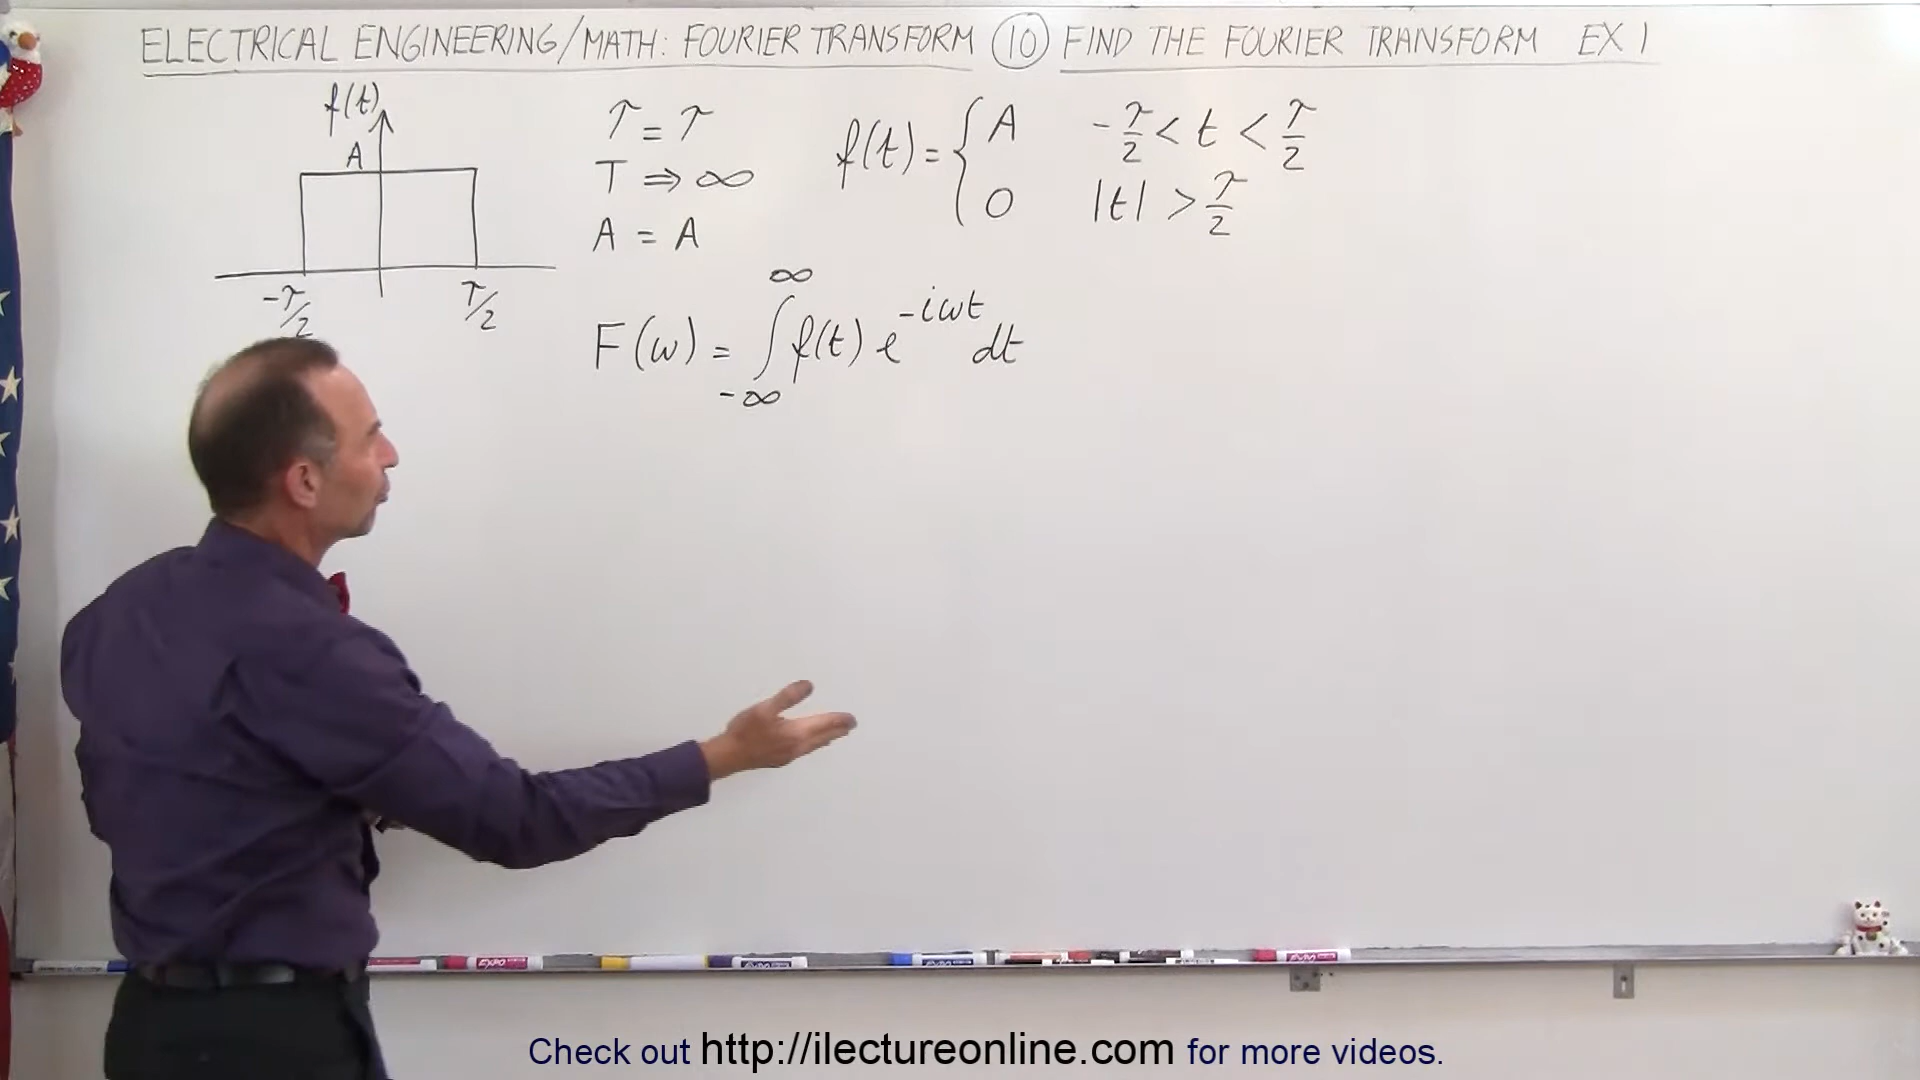 ELECTRICAL ENGINEERING/MATH: FOURIER TRANSFORM 10 FIND THE FOURIER TRANSFORM EX 1
f(t)
A
-τ/2
τ/2
τ = τ
T ⇒ ∞
A = A
f(t) = { A -τ/2 < t < τ/2
0 |t| > τ/2
F(ω) = ∫_{-∞}^{∞} f(t) e^{-iωt} dt
EXPO
Check out http://ilectureonline.com for more videos.